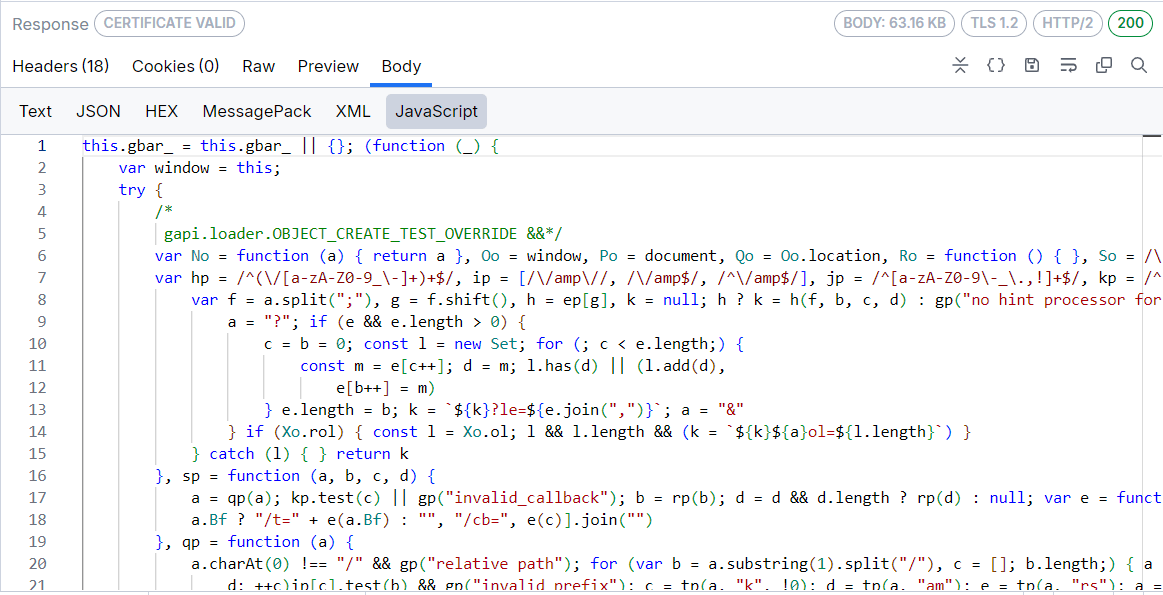 Response CERTIFICATE VALID BODY: 63.16 KB TLS 1.2 HTTP/2 200
Headers (18) Cookies (0) Raw Preview Body
Text JSON HEX MessagePack XML JavaScript
1 this.gbar_ = this.gbar_ || {}; (function (_) {
2 var window = this;
3 try {
4 /*
5 gapi.loader.OBJECT_CREATE_TEST_OVERRIDE &&*/
6 var No = function (a) { return a }, Oo = window, Po = document, Qo = Oo.location, Ro = function () { }, So = /\
7 var hp = /^(\/[a-zA-Z0-9_\-]+)+$/, ip = [/\/amp\//, /\/amp$/, /^\/amp$/], jp = /^[a-zA-Z0-9\-_\.,!]+$/, kp = /^
8 var f = a.split(";"), g = f.shift(), h = ep[g], k = null; h ? k = h(f, b, c, d) : gp("no hint processor for
9 a = "?"; if (e && e.length > 0) {
10 c = b = 0; const l = new Set; for (; c < e.length;) {
11 const m = e[c++]; d = m; l.has(d) || (l.add(d),
12 e[b++] = m)
13 } e.length = b; k = `${k}?le=${e.join(",")}`; a = "&"
14 } if (Xo.rol) { const l = Xo.ol; l && l.length && (k = `${k}${a}ol=${l.length}`) }
15 } catch (l) { } return k
16 }, sp = function (a, b, c, d) {
17 a = qp(a); kp.test(c) || gp("invalid_callback"); b = rp(b); d = d && d.length ? rp(d) : null; var e = funct
18 a.Bf ? "/t=" + e(a.Bf) : "", "/cb=", e(c)].join("")
19 }, qp = function (a) {
20 a.charAt(0) !== "/" && gp("relative path"); for (var b = a.substring(1).split("/"), c = []; b.length;) { a
21 d; ++c)ip[c].test(b) && gp("invalid prefix"); c = tp(a, "k", !0); d = tp(a, "am"); e = tp(a, "rs"); a =